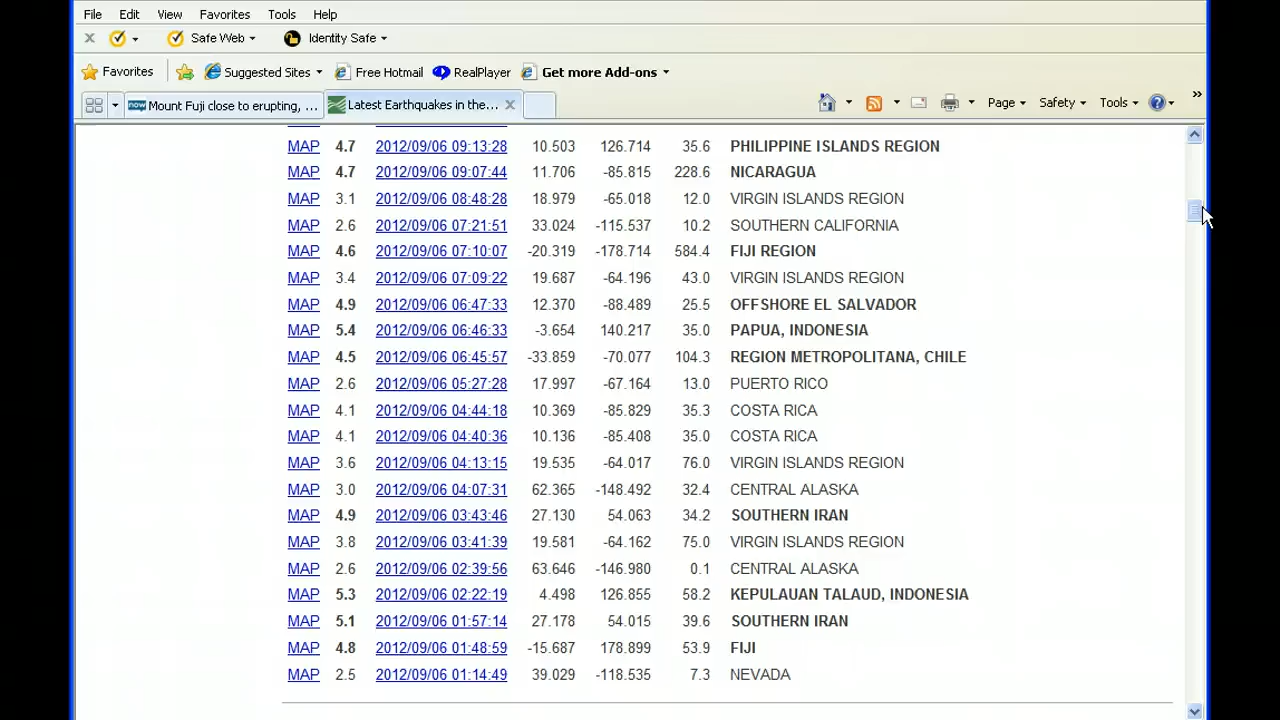 File Edit View Favorites Tools Help
Safe Web Identity Safe
Favorites Suggested Sites Free Hotmail RealPlayer Get more Add-ons
now Mount Fuji close to erupting, ... Latest Earthquakes in the... Page Safety Tools
MAP 4.7 2012/09/06 09:13:28 10.503 126.714 35.6 PHILIPPINE ISLANDS REGION
MAP 4.7 2012/09/06 09:07:44 11.706 -85.815 228.6 NICARAGUA
MAP 3.1 2012/09/06 08:48:28 18.979 -65.018 12.0 VIRGIN ISLANDS REGION
MAP 2.6 2012/09/06 07:21:51 33.024 -115.537 10.2 SOUTHERN CALIFORNIA
MAP 4.6 2012/09/06 07:10:07 -20.319 -178.714 584.4 FIJI REGION
MAP 3.4 2012/09/06 07:09:22 19.687 -64.196 43.0 VIRGIN ISLANDS REGION
MAP 4.9 2012/09/06 06:47:33 12.370 -88.489 25.5 OFFSHORE EL SALVADOR
MAP 5.4 2012/09/06 06:46:33 -3.654 140.217 35.0 PAPUA, INDONESIA
MAP 4.5 2012/09/06 06:45:57 -33.859 -70.077 104.3 REGION METROPOLITANA, CHILE
MAP 2.6 2012/09/06 05:27:28 17.997 -67.164 13.0 PUERTO RICO
MAP 4.1 2012/09/06 04:44:18 10.369 -85.829 35.3 COSTA RICA
MAP 4.1 2012/09/06 04:40:36 10.136 -85.408 35.0 COSTA RICA
MAP 3.6 2012/09/06 04:13:15 19.535 -64.017 76.0 VIRGIN ISLANDS REGION
MAP 3.0 2012/09/06 04:07:31 62.365 -148.492 32.4 CENTRAL ALASKA
MAP 4.9 2012/09/06 03:43:46 27.130 54.063 34.2 SOUTHERN IRAN
MAP 3.8 2012/09/06 03:41:39 19.581 -64.162 75.0 VIRGIN ISLANDS REGION
MAP 2.6 2012/09/06 02:39:56 63.646 -146.980 0.1 CENTRAL ALASKA
MAP 5.3 2012/09/06 02:22:19 4.498 126.855 58.2 KEPULAUAN TALAUD, INDONESIA
MAP 5.1 2012/09/06 01:57:14 27.178 54.015 39.6 SOUTHERN IRAN
MAP 4.8 2012/09/06 01:48:59 -15.687 178.899 53.9 FIJI
MAP 2.5 2012/09/06 01:14:49 39.029 -118.535 7.3 NEVADA